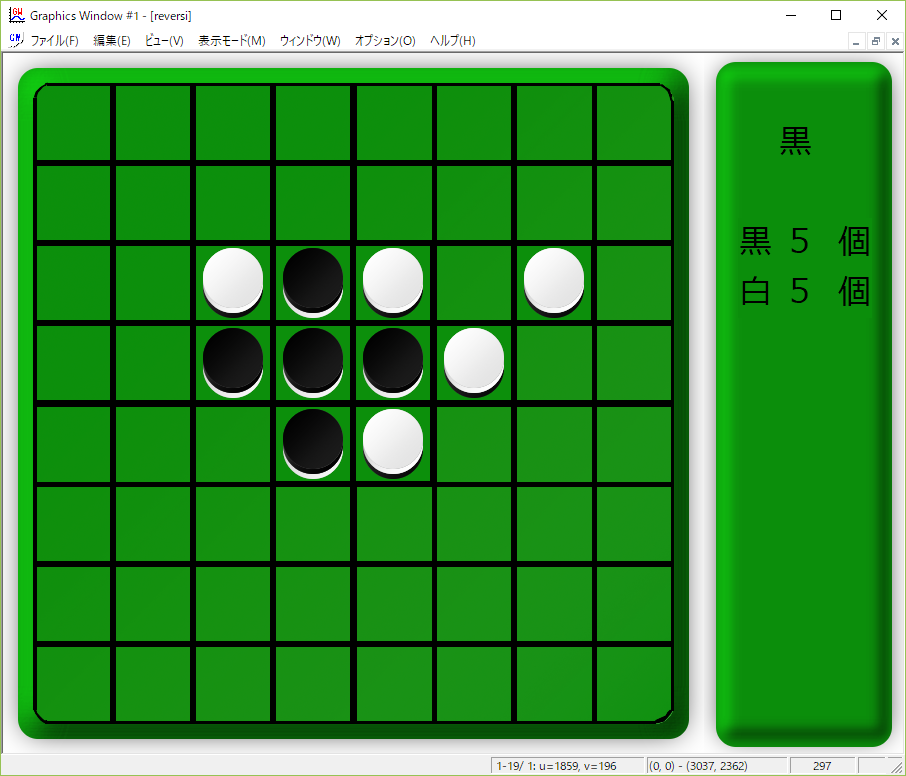 Graphics Window #1 - [reversi]
ファイル(F) 編集(E) ビュー(V) 表示モード(M) ウィンドウ(W) オプション(O) ヘルプ(H)
黒
黒 5 個
白 5 個
1-19/ 1: u=1859, v=196 (0, 0) - (3037, 2362) 297